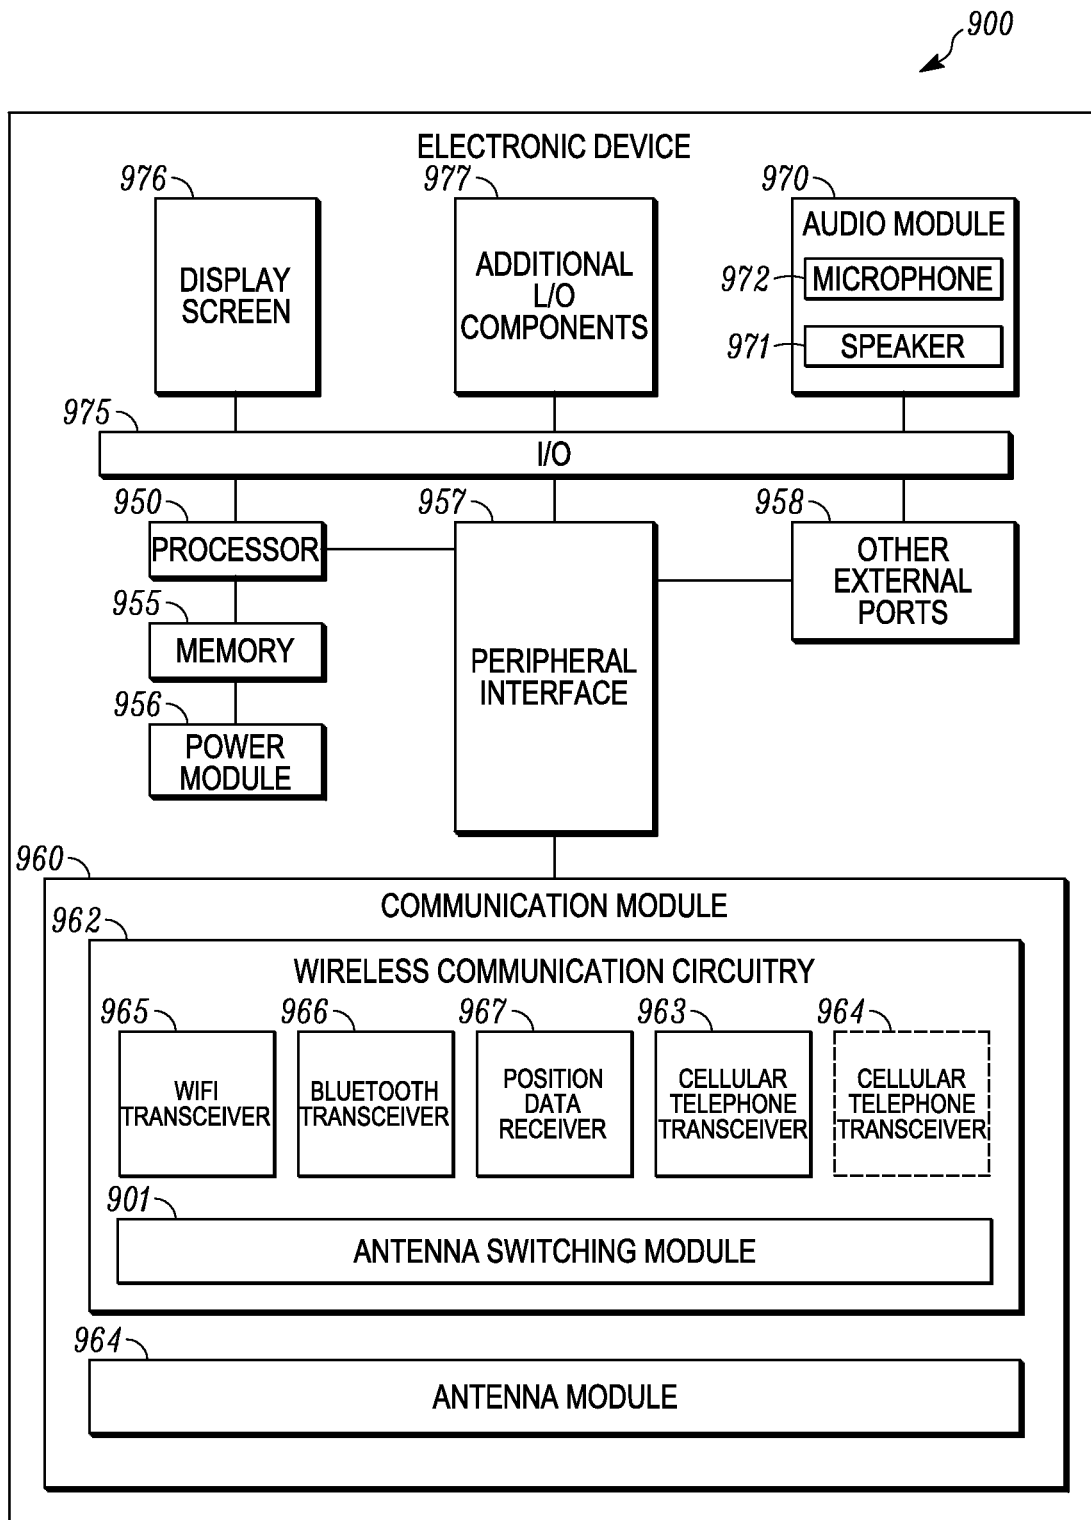 900
ELECTRONIC DEVICE
976
977
970
DISPLAY
SCREEN
ADDITIONAL
L/O
COMPONENTS
AUDIO MODULE
972
MICROPHONE
971
SPEAKER
975
I/O
950
957
958
PROCESSOR
OTHER
EXTERNAL
PORTS
955
MEMORY
PERIPHERAL
INTERFACE
956
POWER
MODULE
960
COMMUNICATION MODULE
962
WIRELESS COMMUNICATION CIRCUITRY
965
966
967
963
964
WIFI
TRANSCEIVER
BLUETOOTH
TRANSCEIVER
POSITION
DATA
RECEIVER
CELLULAR
TELEPHONE
TRANSCEIVER
CELLULAR
TELEPHONE
TRANSCEIVER
901
ANTENNA SWITCHING MODULE
964
ANTENNA MODULE